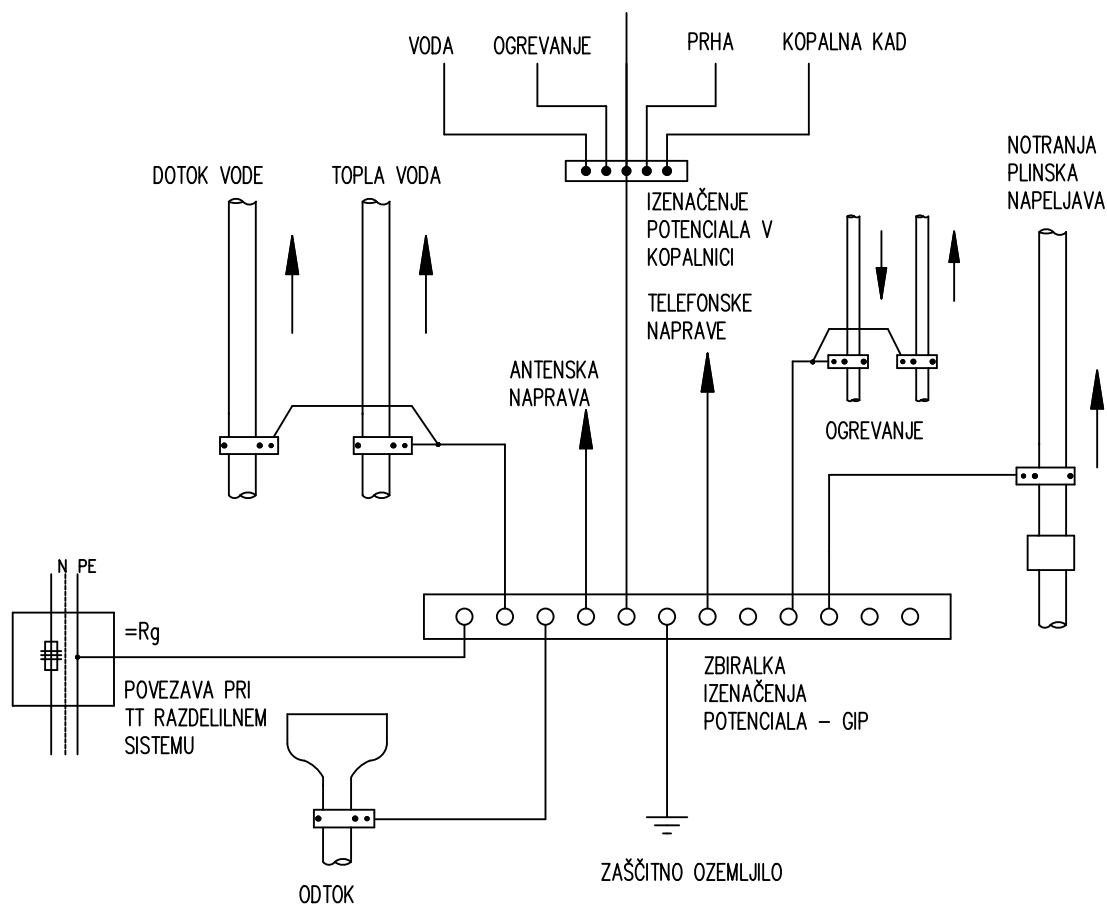 VODA
OGREVANJE
PRHA
KOPALNA KAD
NOTRANJA
PLINSKA
NAPELJAVA
DOTOK VODE
TOPLA VODA
IZENAČENJE
POTENCIALA V
KOPALNICI
TELEFONSKE
NAPRAVE
ANTENSKA
NAPRAVA
OGREVANJE
N PE
=Rg
POVEZAVA PRI
TT RAZDELILNEM
SISTEMU
ZBIRALKA
IZENAČENJA
POTENCIALA – GIP
ZAŠČITNO OZEMLJILO
ODTOK